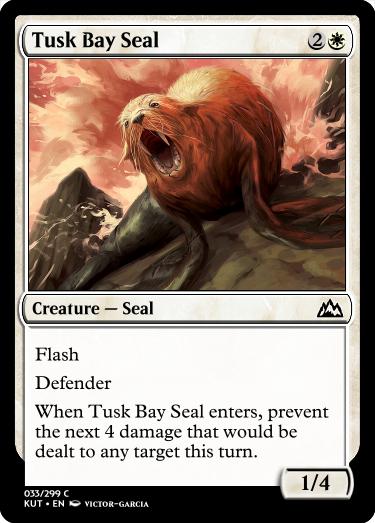 Tusk Bay Seal 2
Creature — Seal
Flash
Defender
When Tusk Bay Seal enters, prevent
the next 4 damage that would be
dealt to any target this turn.
1/4
033/299 C
KUT • EN VICTOR-GARCIA